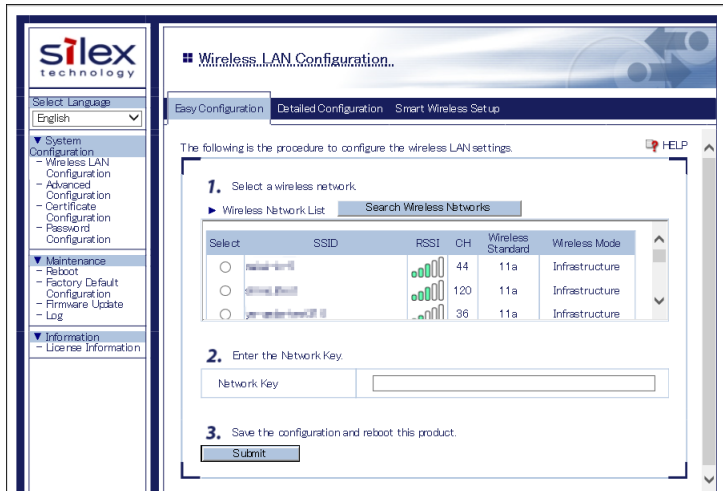 silex
technology
Select Language
English
▼ System
Configuration
- Wireless LAN
Configuration
- Advanced
Configuration
- Certificate
Configuration
- Password
Configuration
▼ Maintenance
- Reboot
- Factory Default
Configuration
- Firmware Update
- Log
▼ Information
- License Information
Wireless LAN Configuration
Easy Configuration Detailed Configuration Smart Wireless Setup
The following is the procedure to configure the wireless LAN settings.
HELP
1. Select a wireless network.
► Wireless Network List Search Wireless Networks
Select SSID RSSI CH Wireless Standard Wireless Mode
44 11a Infrastructure
120 11a Infrastructure
36 11a Infrastructure
2. Enter the Network Key.
Network Key
3. Save the configuration and reboot this product.
Submit